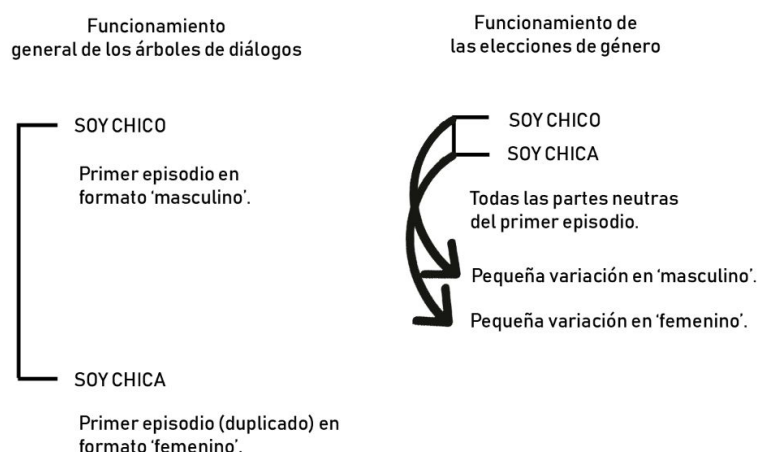 Funcionamiento
general de los árboles de diálogos
SOY CHICO
Primer episodio en
formato ‘masculino’.
SOY CHICA
Primer episodio (duplicado) en
formato ‘femenino’.
Funcionamiento de
las elecciones de género
SOY CHICO
SOY CHICA
Todas las partes neutras
del primer episodio.
Pequeña variación en ‘masculino’.
Pequeña variación en ‘femenino’.